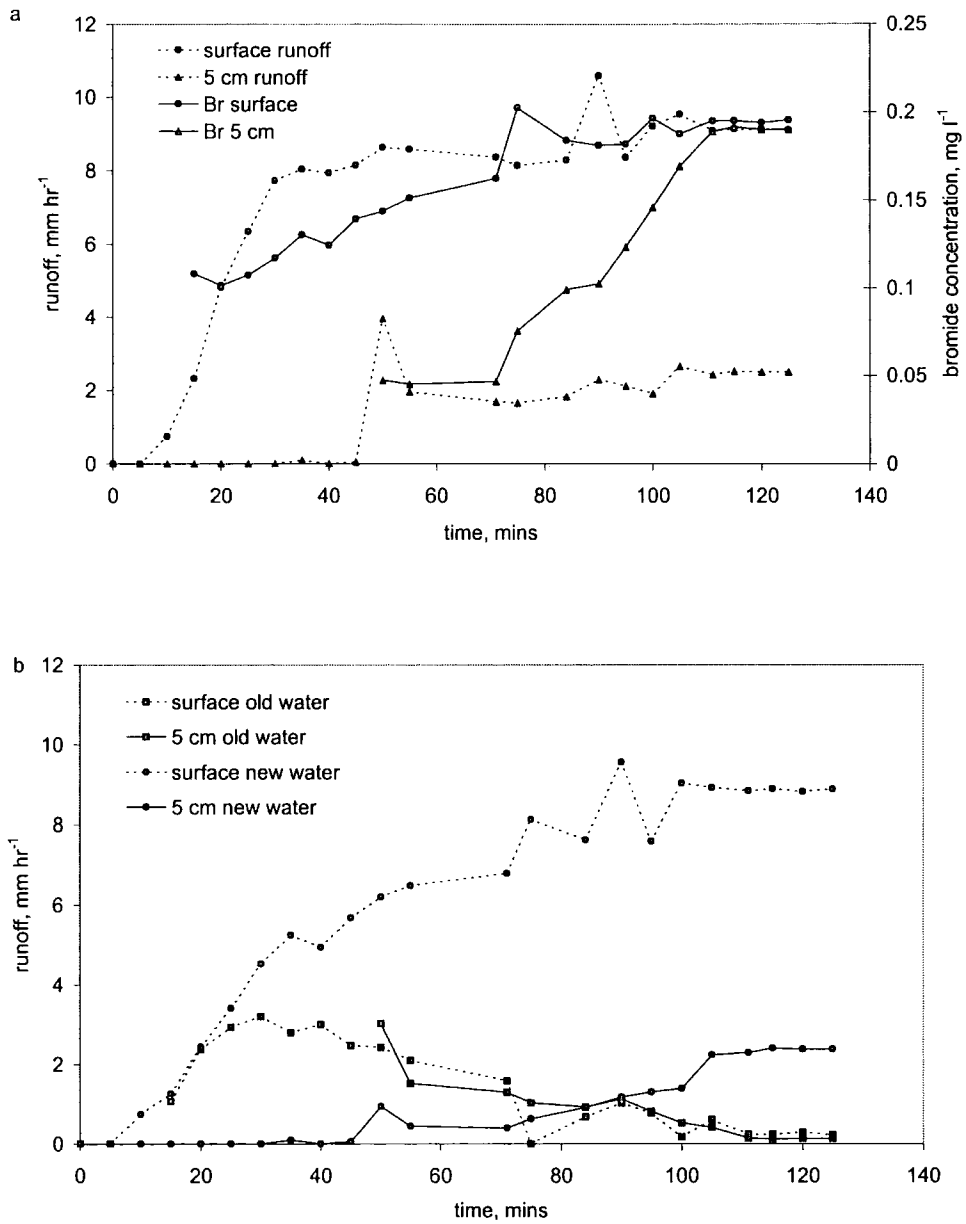 a
12
10
8
6
4
2
0
runoff, mm hr-1
surface runoff
5 cm runoff
Br surface
Br 5 cm
0.25
0.2
0.15
0.1
0.05
0
bromide concentration, mg l-1
0 20 40 60 80 100 120 140
time, mins
b
12
10
8
6
4
2
0
runoff, mm hr-1
surface old water
5 cm old water
surface new water
5 cm new water
0 20 40 60 80 100 120 140
time, mins